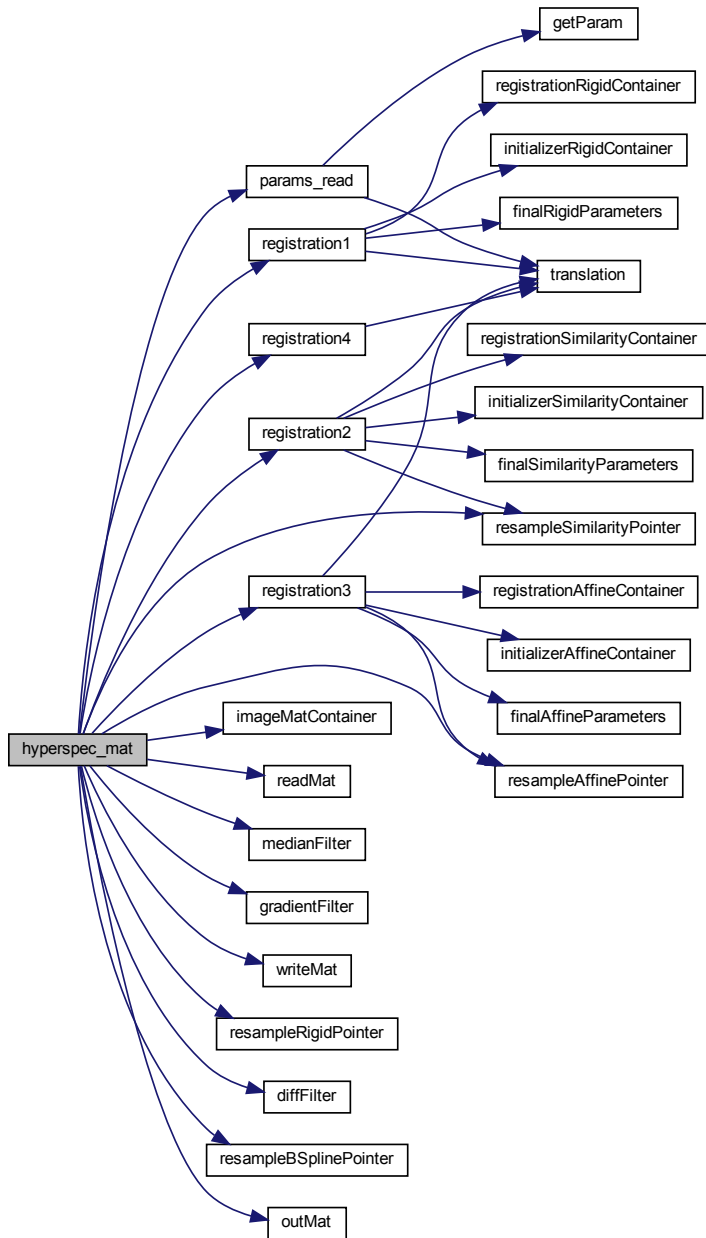 getParam
registrationRigidContainer
initializerRigidContainer
params_read
finalRigidParameters
registration1
translation
registration4
registrationSimilarityContainer
initializerSimilarityContainer
registration2
finalSimilarityParameters
resampleSimilarityPointer
registration3
registrationAffineContainer
initializerAffineContainer
imageMatContainer
finalAffineParameters
hyperspec_mat
readMat
resampleAffinePointer
medianFilter
gradientFilter
writeMat
resampleRigidPointer
diffFilter
resampleBSplinePointer
outMat